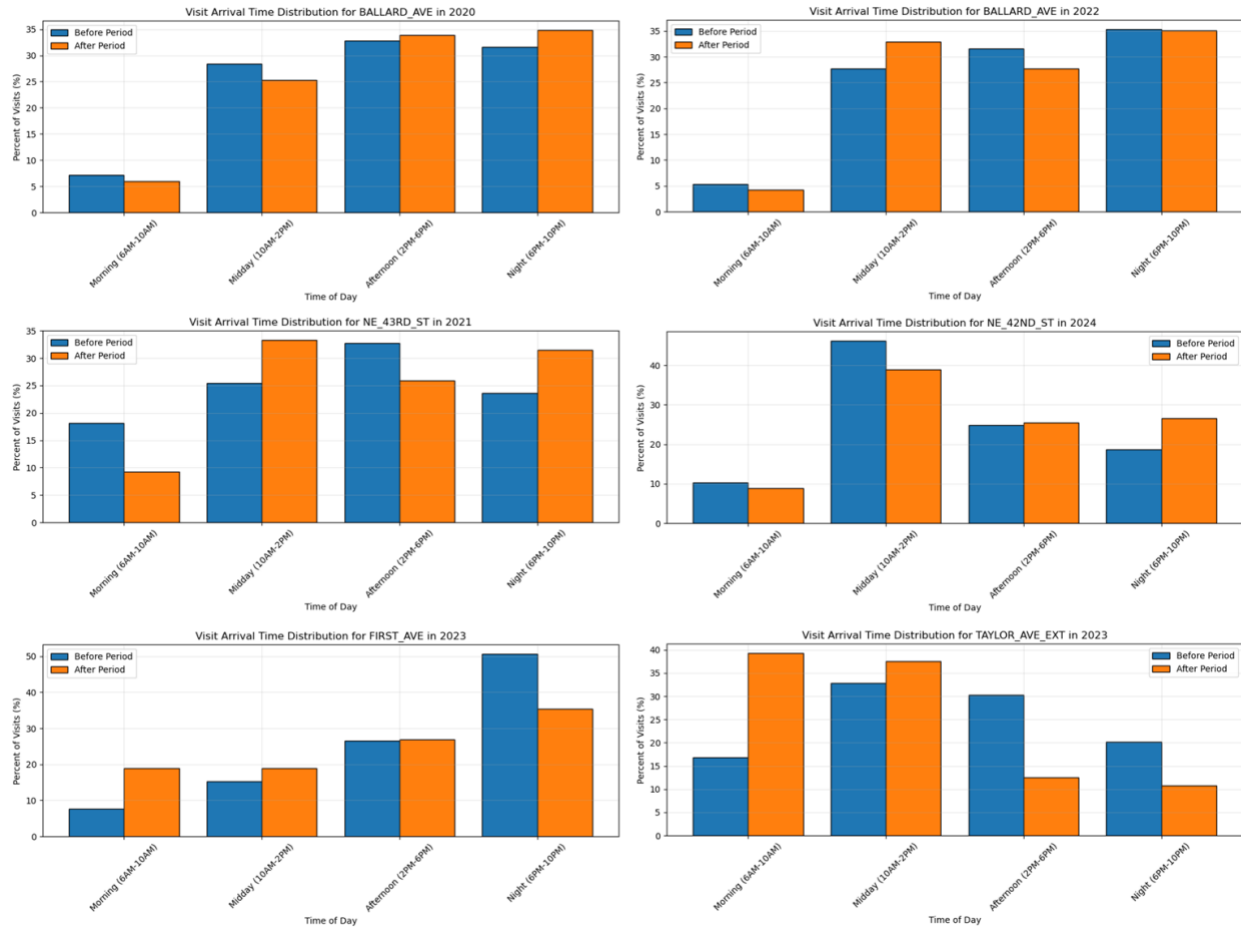 Visit Arrival Time Distribution for BALLARD_AVE in 2020
Before Period
After Period
Percent of Visits (%)
35
30
25
20
15
10
5
0
Morning (6AM-10AM)
Midday (10AM-2PM)
Afternoon (2PM-6PM)
Night (6PM-10PM)
Time of Day
Visit Arrival Time Distribution for BALLARD_AVE in 2022
Before Period
After Period
Percent of Visits (%)
35
30
25
20
15
10
5
0
Morning (6AM-10AM)
Midday (10AM-2PM)
Afternoon (2PM-6PM)
Night (6PM-10PM)
Time of Day
Visit Arrival Time Distribution for NE_43RD_ST in 2021
Before Period
After Period
Percent of Visits (%)
35
30
25
20
15
10
5
0
Morning (6AM-10AM)
Midday (10AM-2PM)
Afternoon (2PM-6PM)
Night (6PM-10PM)
Time of Day
Visit Arrival Time Distribution for NE_42ND_ST in 2024
Before Period
After Period
Percent of Visits (%)
40
30
20
10
0
Morning (6AM-10AM)
Midday (10AM-2PM)
Afternoon (2PM-6PM)
Night (6PM-10PM)
Time of Day
Visit Arrival Time Distribution for FIRST_AVE in 2023
Before Period
After Period
Percent of Visits (%)
50
40
30
20
10
0
Morning (6AM-10AM)
Midday (10AM-2PM)
Afternoon (2PM-6PM)
Night (6PM-10PM)
Time of Day
Visit Arrival Time Distribution for TAYLOR_AVE_EXT in 2023
Before Period
After Period
Percent of Visits (%)
40
35
30
25
20
15
10
5
0
Morning (6AM-10AM)
Midday (10AM-2PM)
Afternoon (2PM-6PM)
Night (6PM-10PM)
Time of Day